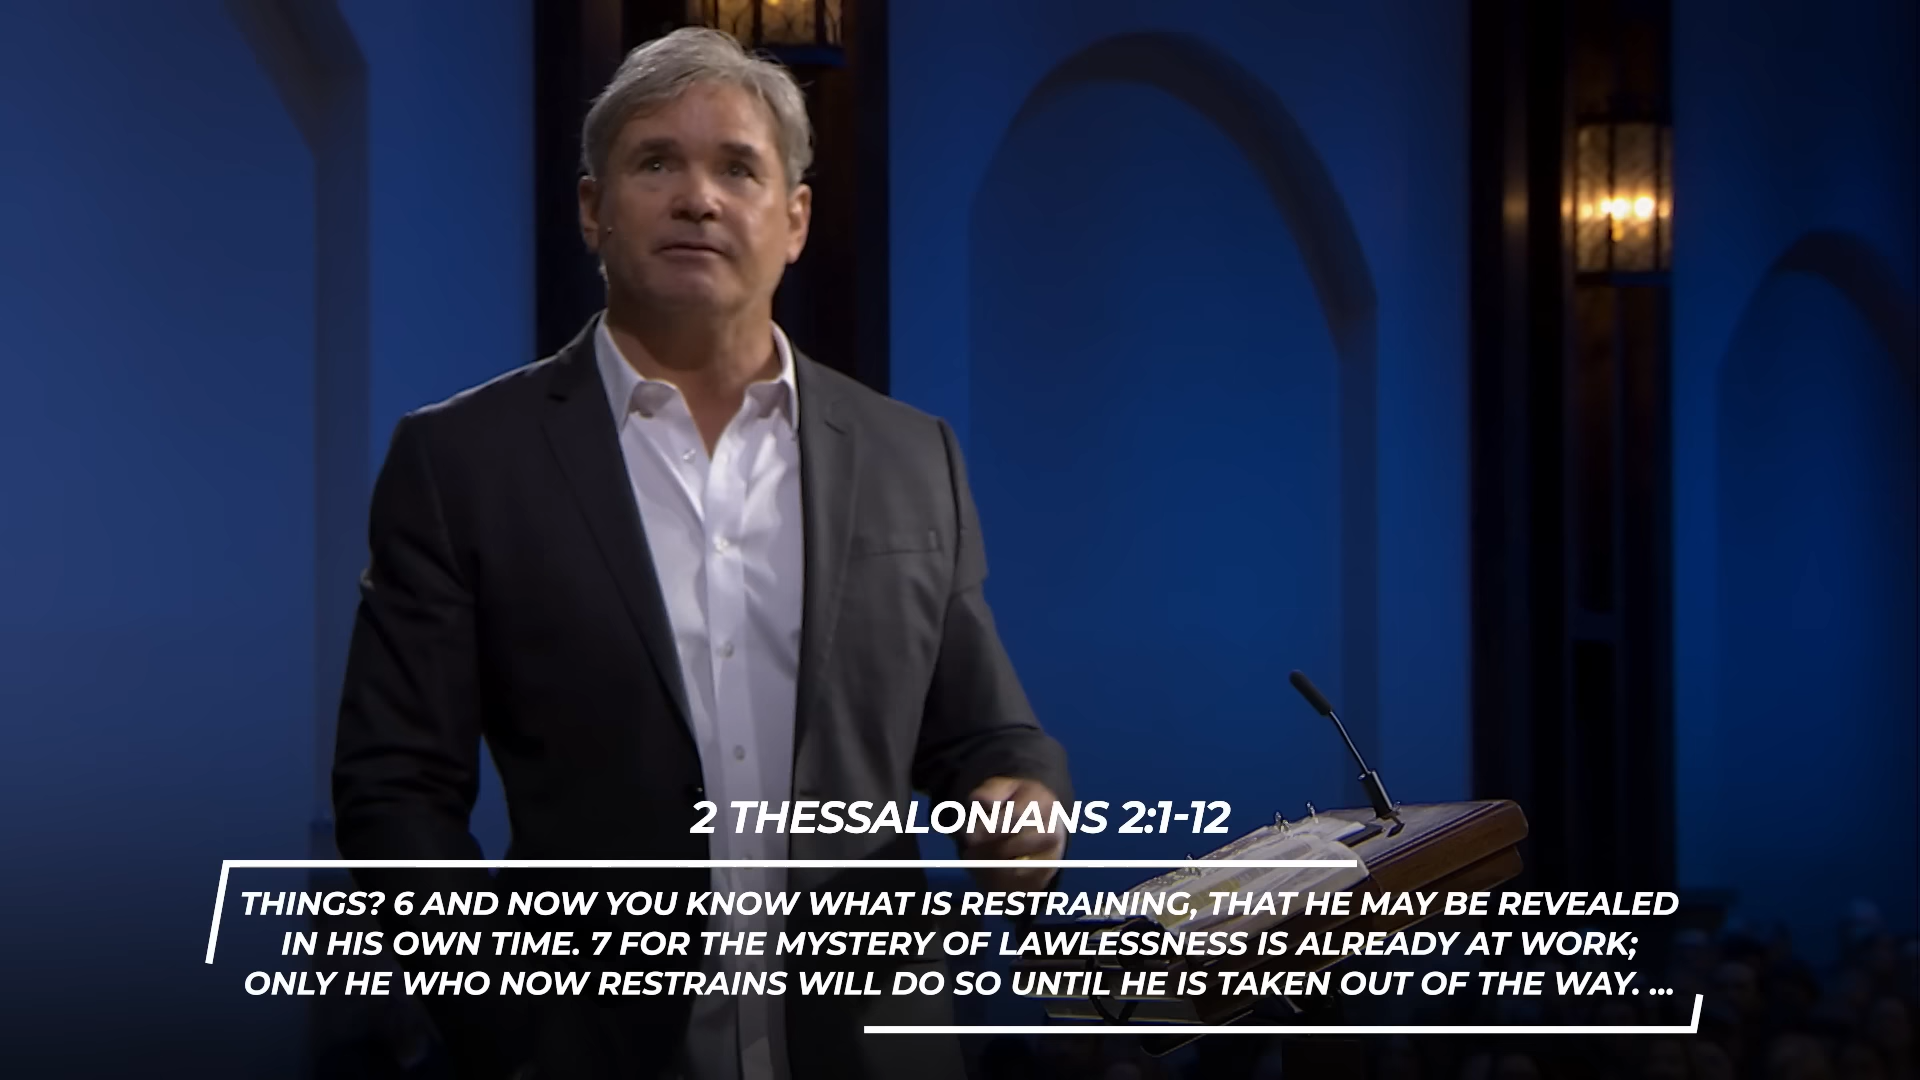 2 THESSALONIANS 2:1-12
THINGS? 6 AND NOW YOU KNOW WHAT IS RESTRAINING, THAT HE MAY BE REVEALED
IN HIS OWN TIME. 7 FOR THE MYSTERY OF LAWLESSNESS IS ALREADY AT WORK;
ONLY HE WHO NOW RESTRAINS WILL DO SO UNTIL HE IS TAKEN OUT OF THE WAY. ...